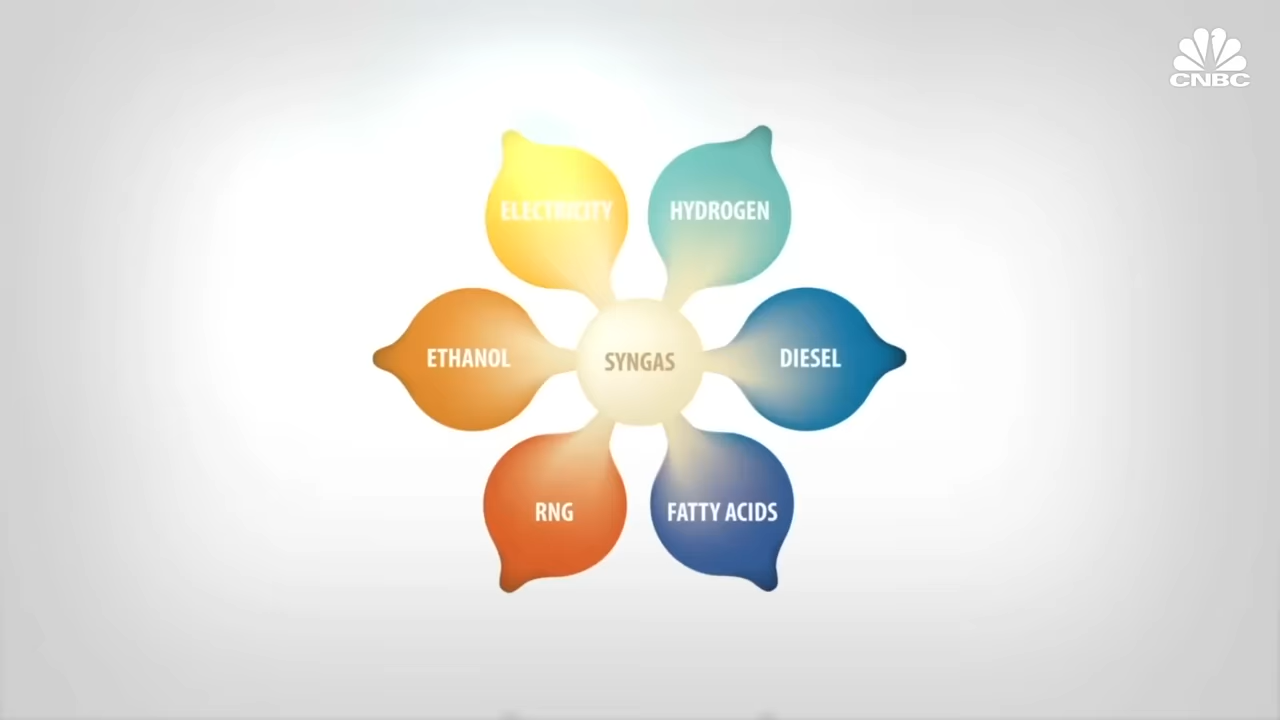 CNBC
ELECTRICITY
HYDROGEN
ETHANOL
SYNGAS
DIESEL
RNG
FATTY ACIDS